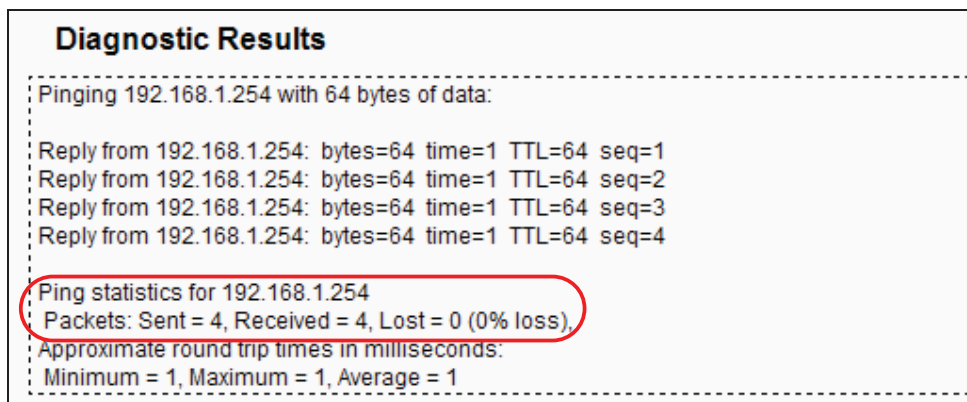 Diagnostic Results
Pinging 192.168.1.254 with 64 bytes of data:
Reply from 192.168.1.254: bytes=64 time=1 TTL=64 seq=1
Reply from 192.168.1.254: bytes=64 time=1 TTL=64 seq=2
Reply from 192.168.1.254: bytes=64 time=1 TTL=64 seq=3
Reply from 192.168.1.254: bytes=64 time=1 TTL=64 seq=4
Ping statistics for 192.168.1.254
Packets: Sent = 4, Received = 4, Lost = 0 (0% loss),
Approximate round trip times in milliseconds:
Minimum = 1, Maximum = 1, Average = 1